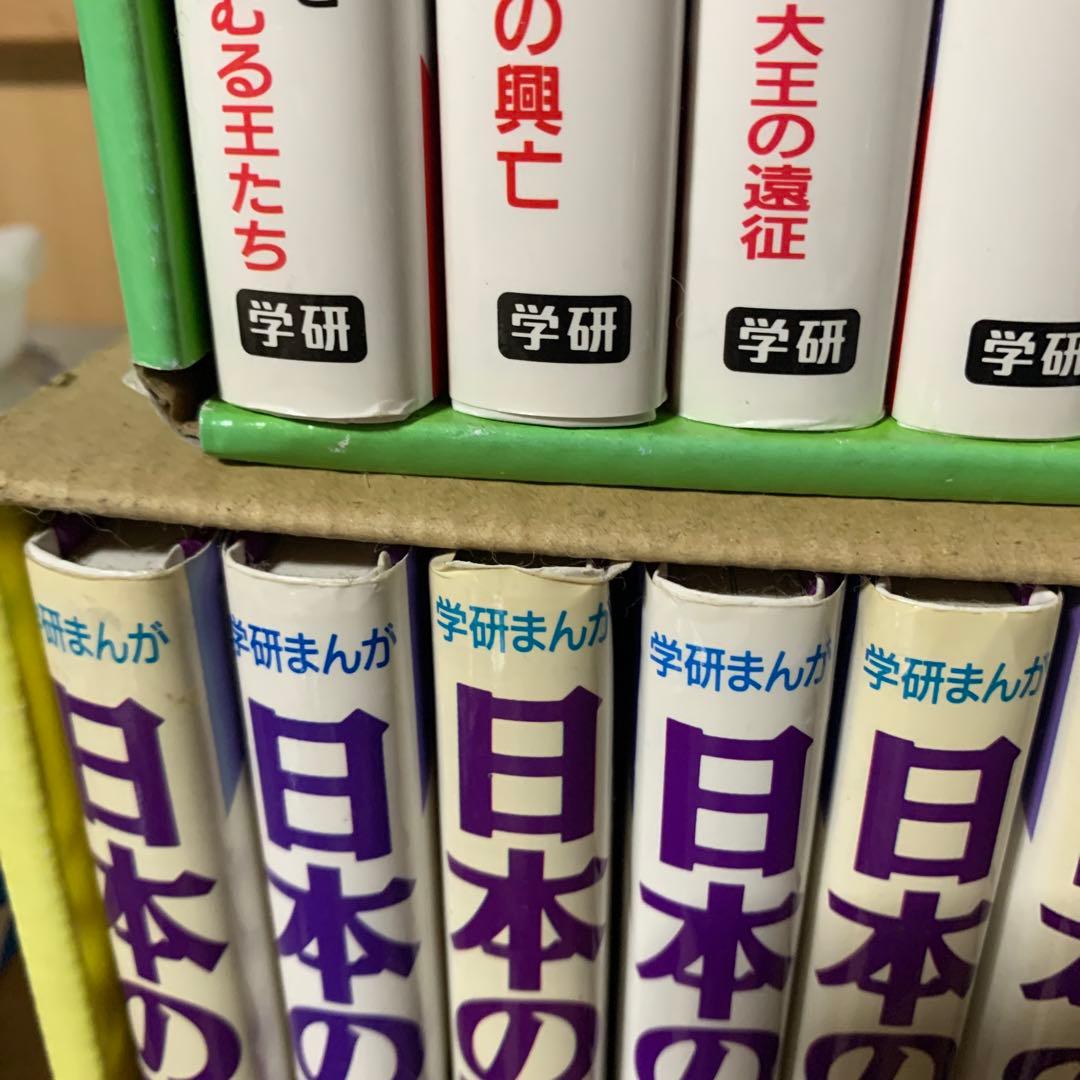 むる王たち
学研
の興亡
学研
大王の遠征
学研
学研
学研まんが
日本の
学研まんが
日本の
学研まんが
日本の
学研まんが
日本の
学研まんが
日本の